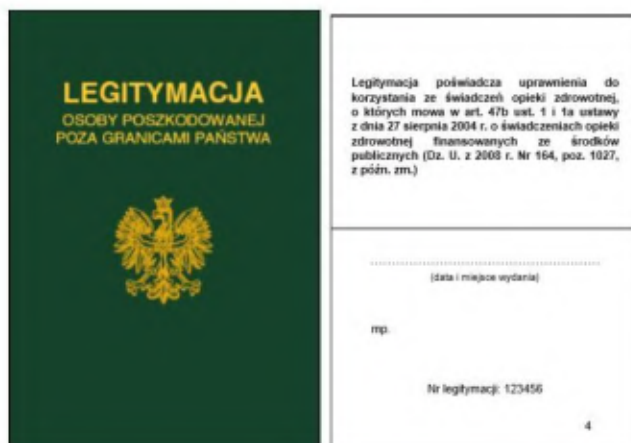 LEGITYMACJA
OSOBY POSZKODOWANEJ
POZA GRANICAMI PAŃSTWA
Legitymacja poświadcza uprawnienia do
korzystania ze świadczeń opieki zdrowotnej,
o których mowa w art. 47b ust. 1 i 1a ustawy
z dnia 27 sierpnia 2004 r. o świadczeniach opieki
zdrowotnej finansowanych ze środków
publicznych (Dz. U. z 2008 r. Nr 164, poz. 1027,
z późn. zm.)
(data i miejsce wydania)
mp.
Nr legitymacji: 123456
4